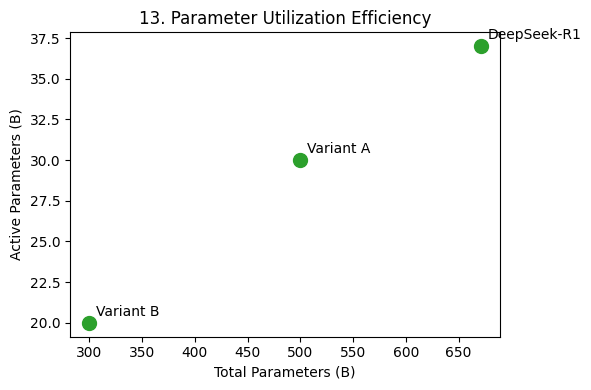 13. Parameter Utilization Efficiency
DeepSeek-R1
Variant A
Variant B
Active Parameters (B)
37.5
35.0
32.5
30.0
27.5
25.0
22.5
20.0
300 350 400 450 500 550 600 650
Total Parameters (B)